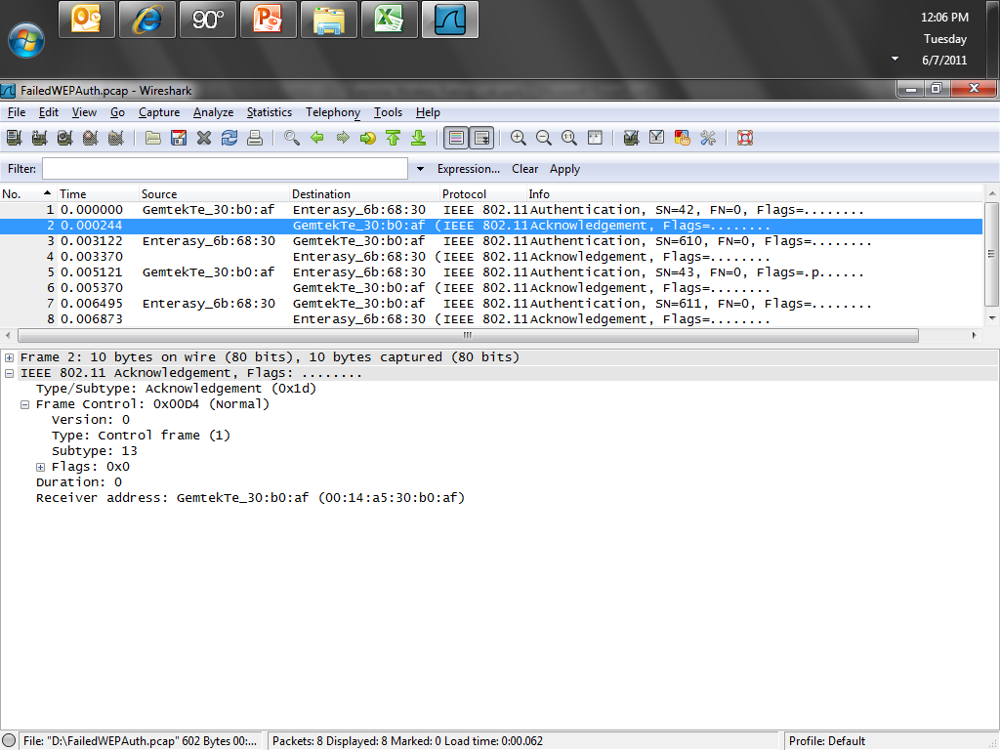 90°
12:06 PM
Tuesday
6/7/2011
FailedWEPAuth.pcap - Wireshark
File Edit View Go Capture Analyze Statistics Telephony Tools Help
Filter: Expression... Clear Apply
No. Time Source Destination Protocol Info
1 0.000000 GemtekTe_30:b0:af Enterasy_6b:68:30 IEEE 802.11 Authentication, SN=42, FN=0, Flags=........
2 0.000244 GemtekTe_30:b0:af ( IEEE 802.11 Acknowledgement, Flags=........
3 0.003122 Enterasy_6b:68:30 GemtekTe_30:b0:af IEEE 802.11 Authentication, SN=610, FN=0, Flags=........
4 0.003370 Enterasy_6b:68:30 ( IEEE 802.11 Acknowledgement, Flags=........
5 0.005121 GemtekTe_30:b0:af Enterasy_6b:68:30 IEEE 802.11 Authentication, SN=43, FN=0, Flags=.p......
6 0.005370 GemtekTe_30:b0:af ( IEEE 802.11 Acknowledgement, Flags=........
7 0.006495 Enterasy_6b:68:30 GemtekTe_30:b0:af IEEE 802.11 Authentication, SN=611, FN=0, Flags=........
8 0.006873 Enterasy_6b:68:30 ( IEEE 802.11 Acknowledgement, Flags=........
Frame 2: 10 bytes on wire (80 bits), 10 bytes captured (80 bits)
IEEE 802.11 Acknowledgement, Flags: ........
Type/Subtype: Acknowledgement (0x1d)
Frame Control: 0x00D4 (Normal)
Version: 0
Type: Control frame (1)
Subtype: 13
Flags: 0x0
Duration: 0
Receiver address: GemtekTe_30:b0:af (00:14:a5:30:b0:af)
File: "D:\FailedWEPAuth.pcap" 602 Bytes 00:... Packets: 8 Displayed: 8 Marked: 0 Load time: 0:00.062 Profile: Default